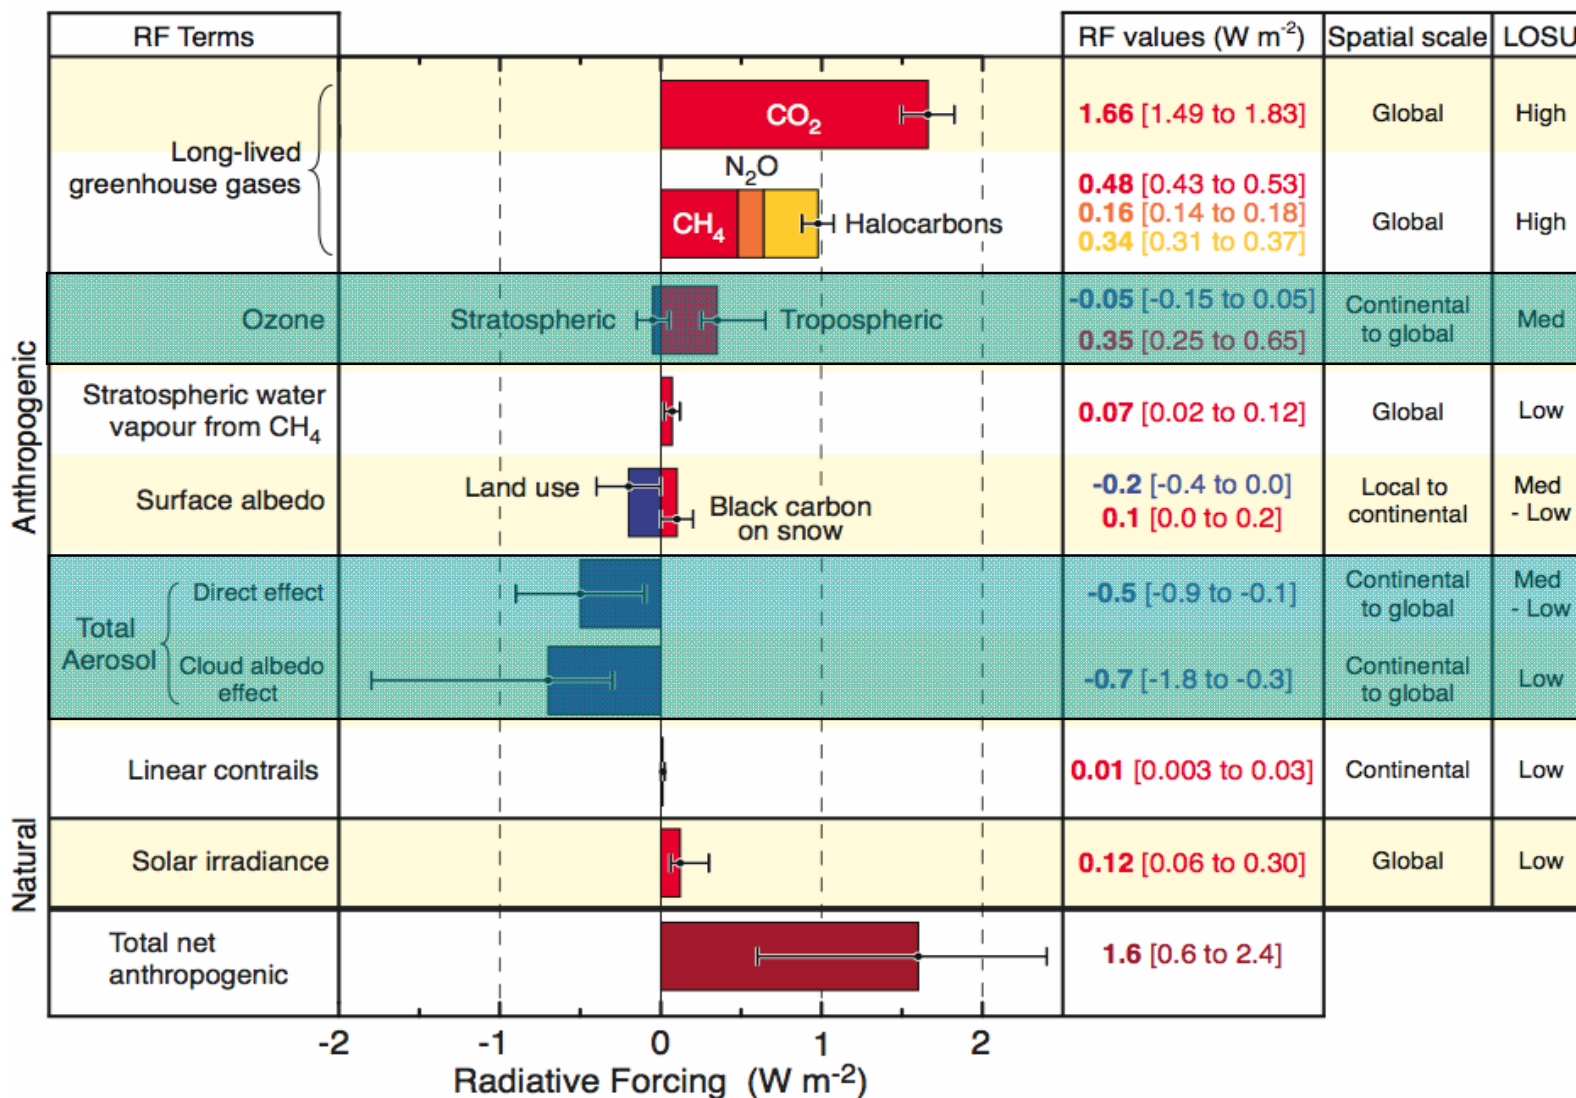 RF Terms
RF values (W m-2)
Spatial scale
LOSU
Anthropogenic
Long-lived
greenhouse gases
CO2
1.66 [1.49 to 1.83]
Global
High
N2O
CH4
Halocarbons
0.48 [0.43 to 0.53]
0.16 [0.14 to 0.18]
0.34 [0.31 to 0.37]
Global
High
Ozone
Stratospheric
Tropospheric
-0.05 [-0.15 to 0.05]
0.35 [0.25 to 0.65]
Continental
to global
Med
Stratospheric water
vapour from CH4
0.07 [0.02 to 0.12]
Global
Low
Surface albedo
Land use
Black carbon
on snow
-0.2 [-0.4 to 0.0]
0.1 [0.0 to 0.2]
Local to
continental
Med
- Low
Total
Aerosol
Direct effect
-0.5 [-0.9 to -0.1]
Continental
to global
Med
- Low
Cloud albedo
effect
-0.7 [-1.8 to -0.3]
Continental
to global
Low
Linear contrails
0.01 [0.003 to 0.03]
Continental
Low
Natural
Solar irradiance
0.12 [0.06 to 0.30]
Global
Low
Total net
anthropogenic
1.6 [0.6 to 2.4]
-2 -1 0 1 2
Radiative Forcing (W m-2)